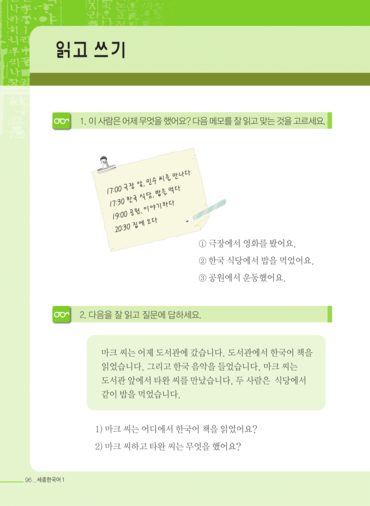 읽고 쓰기
1. 이 사람은 어제 무엇을 했어요? 다음 메모를 잘 읽고 맞는 것을 고르세요.
17:00 극장 앞, 민수 씨를 만나다
17:30 한국 식당, 밥을 먹다
19:00 공원, 이야기하다
20:30 집에 오다
① 극장에서 영화를 봤어요.
② 한국 식당에서 밥을 먹었어요.
③ 공원에서 운동했어요.
2. 다음을 잘 읽고 질문에 답하세요.
마크 씨는 어제 도서관에 갔습니다. 도서관에서 한국어 책을
읽었습니다. 그리고 한국 음악을 들었습니다. 마크 씨는
도서관 앞에서 타완 씨를 만났습니다. 두 사람은 식당에서
같이 밥을 먹었습니다.
1) 마크 씨는 어디에서 한국어 책을 읽었어요?
2) 마크 씨하고 타완 씨는 무엇을 했어요?
96 _ 세종한국어 1